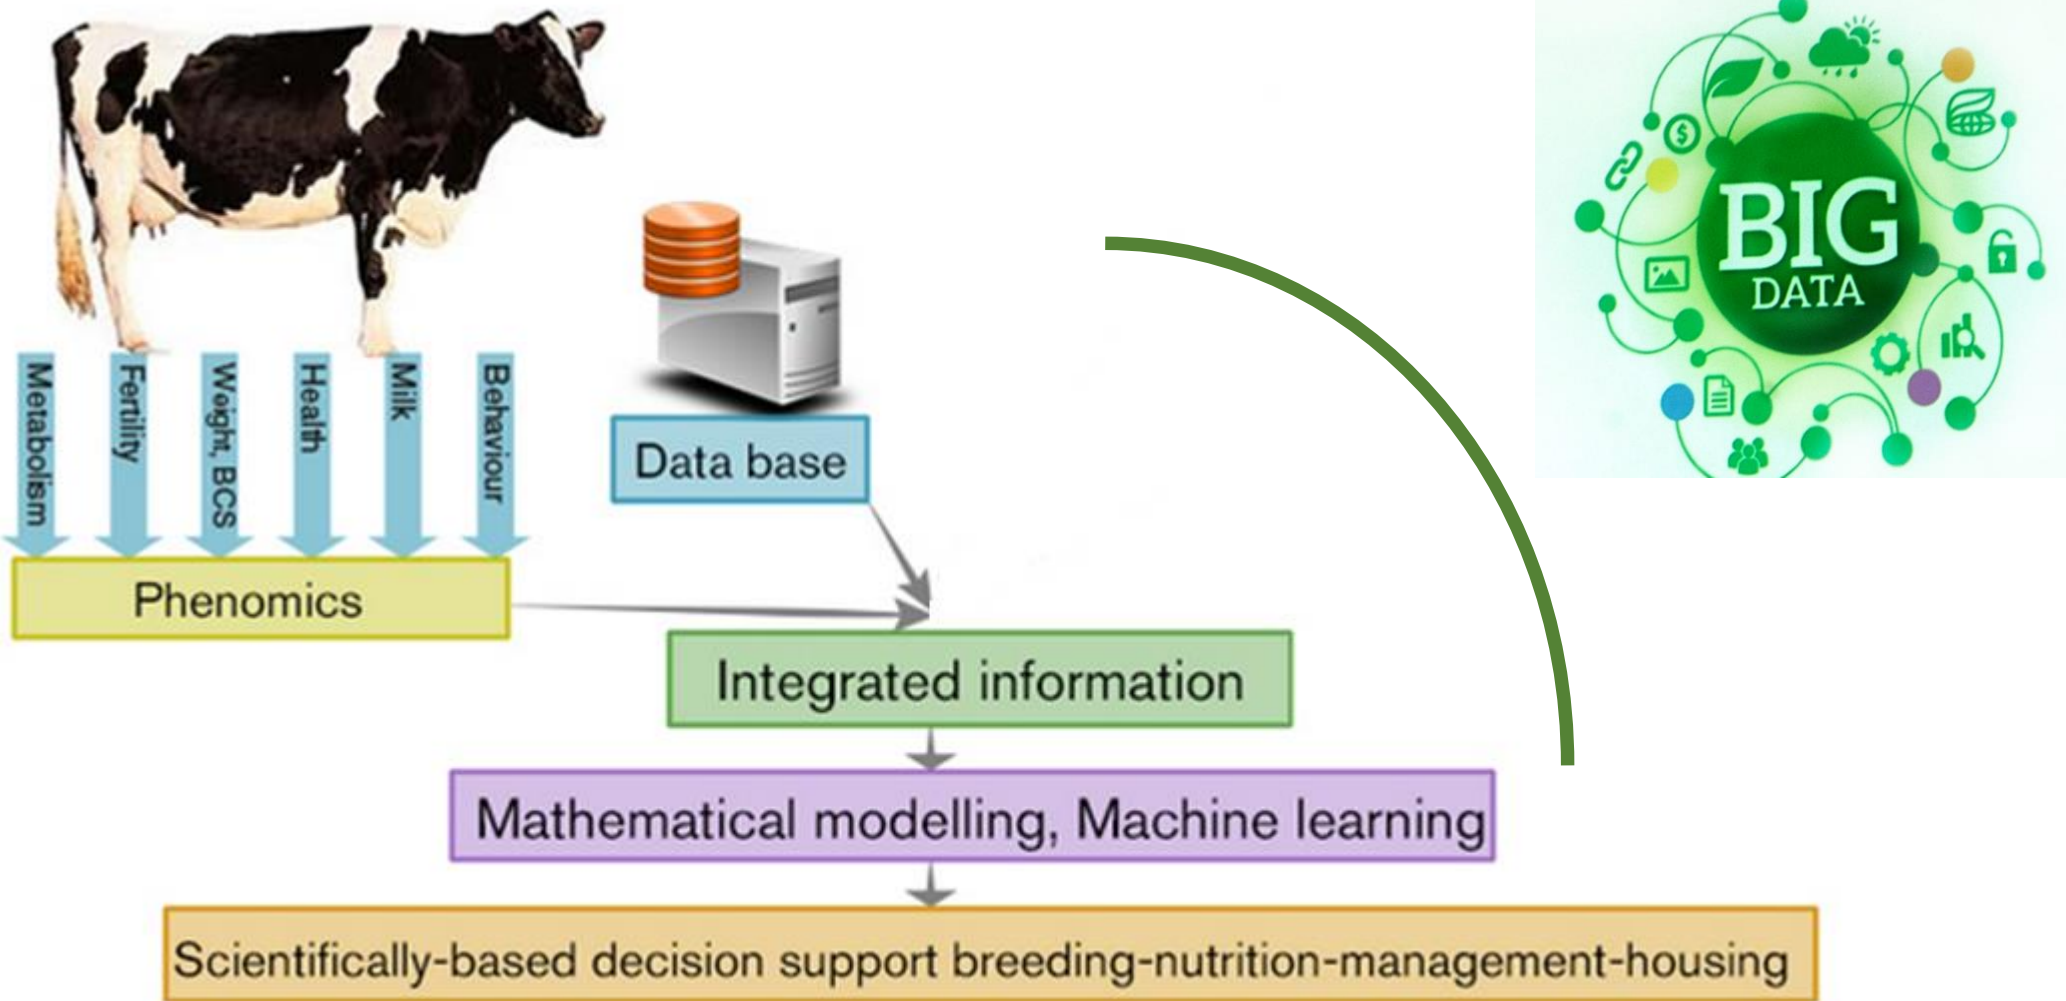 BIG
DATA
Metabolism
Fertility
Weight, BCS
Health
Milk
Behaviour
Data base
Phenomics
Integrated information
Mathematical modelling, Machine learning
Scientifically-based decision support breeding-nutrition-management-housing